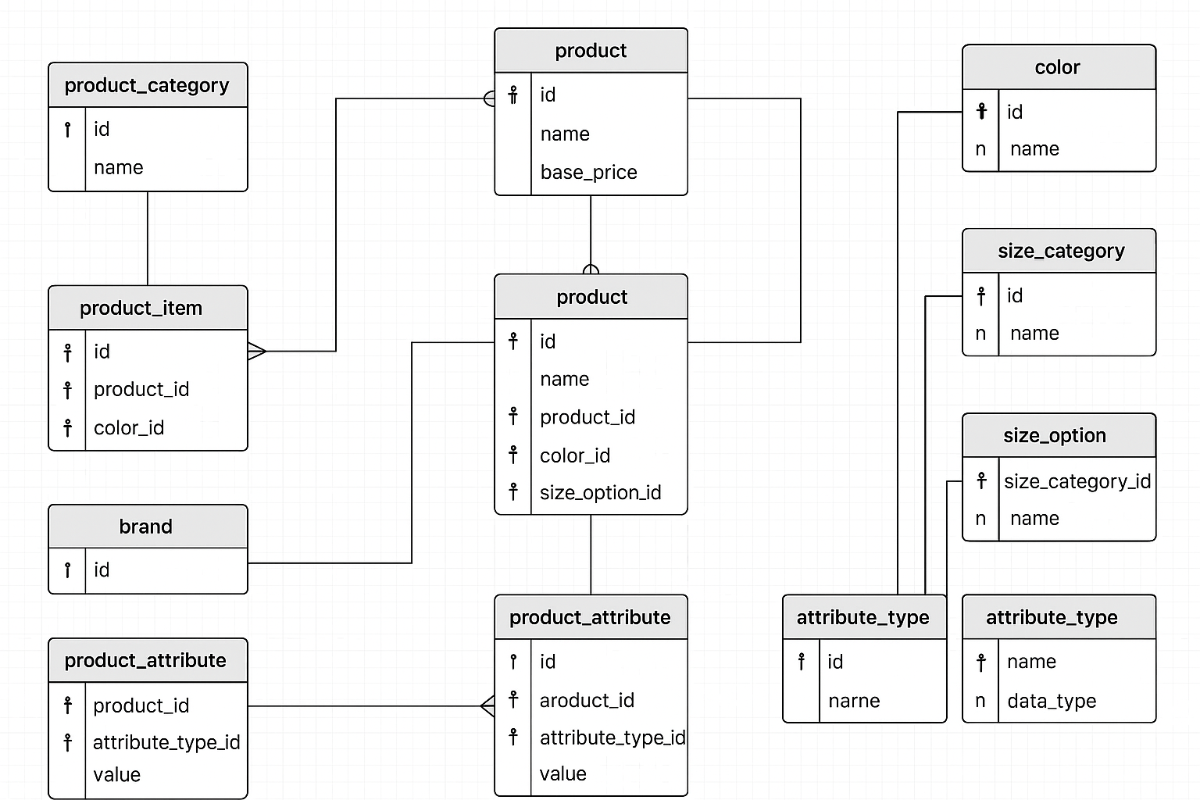 product_category
id
name
product_item
id
product_id
color_id
brand
id
product_attribute
product_id
attribute_type_id
value
product
id
name
base_price
product
id
name
product_id
color_id
size_option_id
product_attribute
id
aroduct_id
attribute_type_id
value
color
id
n name
size_category
id
n name
size_option
size_category_id
n name
attribute_type
id
narne
attribute_type
name
n data_type